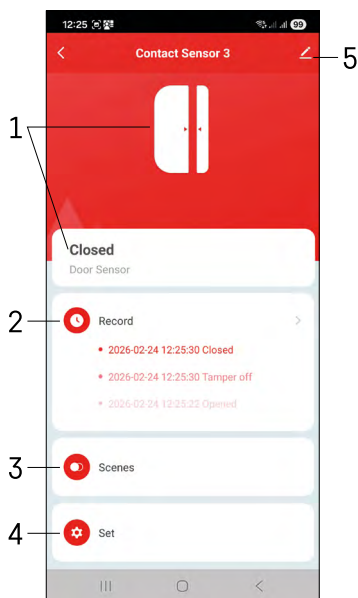 12:25 99
Contact Sensor 3
5
1
Closed
Door Sensor
2
Record
2026-02-24 12:25:30 Closed
2026-02-24 12:25:30 Tamper off
2026-02-24 12:25:22 Opened
3
Scenes
4
Set